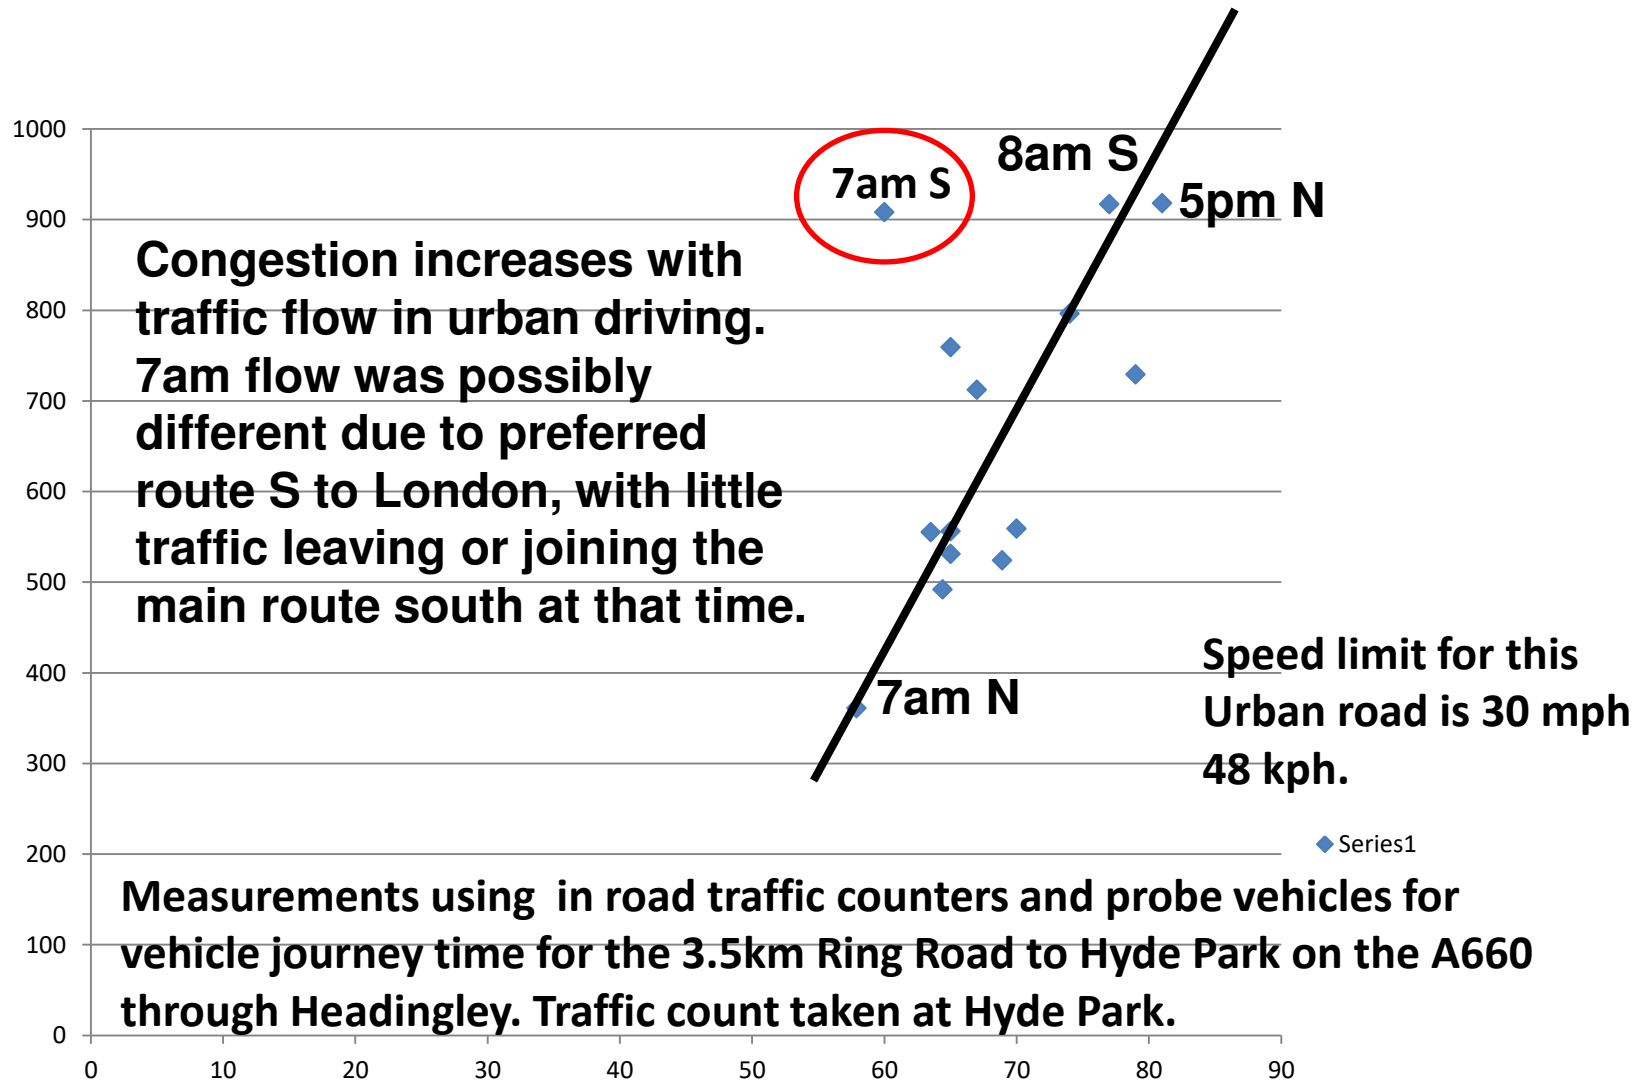 1000
900
800
700
600
500
400
300
200
100
0
0 10 20 30 40 50 60 70 80 90
7am S
8am S
5pm N
7am N
Congestion increases with
traffic flow in urban driving.
7am flow was possibly
different due to preferred
route S to London, with little
traffic leaving or joining the
main route south at that time.
Speed limit for this
Urban road is 30 mph
48 kph.
Series1
Measurements using  in road traffic counters and probe vehicles for
vehicle journey time for the 3.5km Ring Road to Hyde Park on the A660
through Headingley. Traffic count taken at Hyde Park.